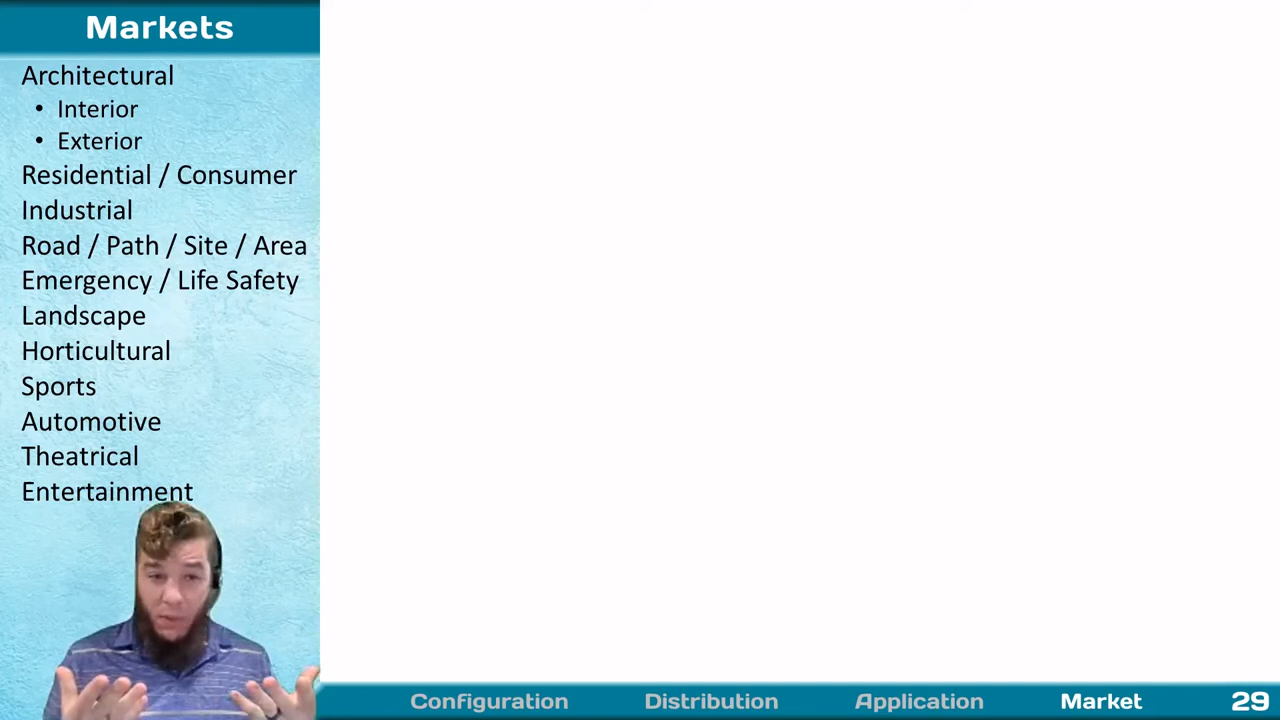 Markets
Architectural
• Interior
• Exterior
Residential / Consumer
Industrial
Road / Path / Site / Area
Emergency / Life Safety
Landscape
Horticultural
Sports
Automotive
Theatrical
Entertainment
Configuration Distribution Application Market 29